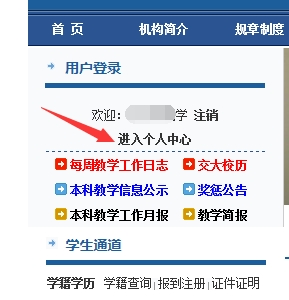 首 页 机构简介 规章制度
用户登录
欢迎: 学 注销
进入个人中心
每周教学工作日志 交大校历
本科教学信息公示 奖惩公告
本科教学工作月报 教学简报
学生通道
学籍学历 学籍查询|报到注册|证件证明